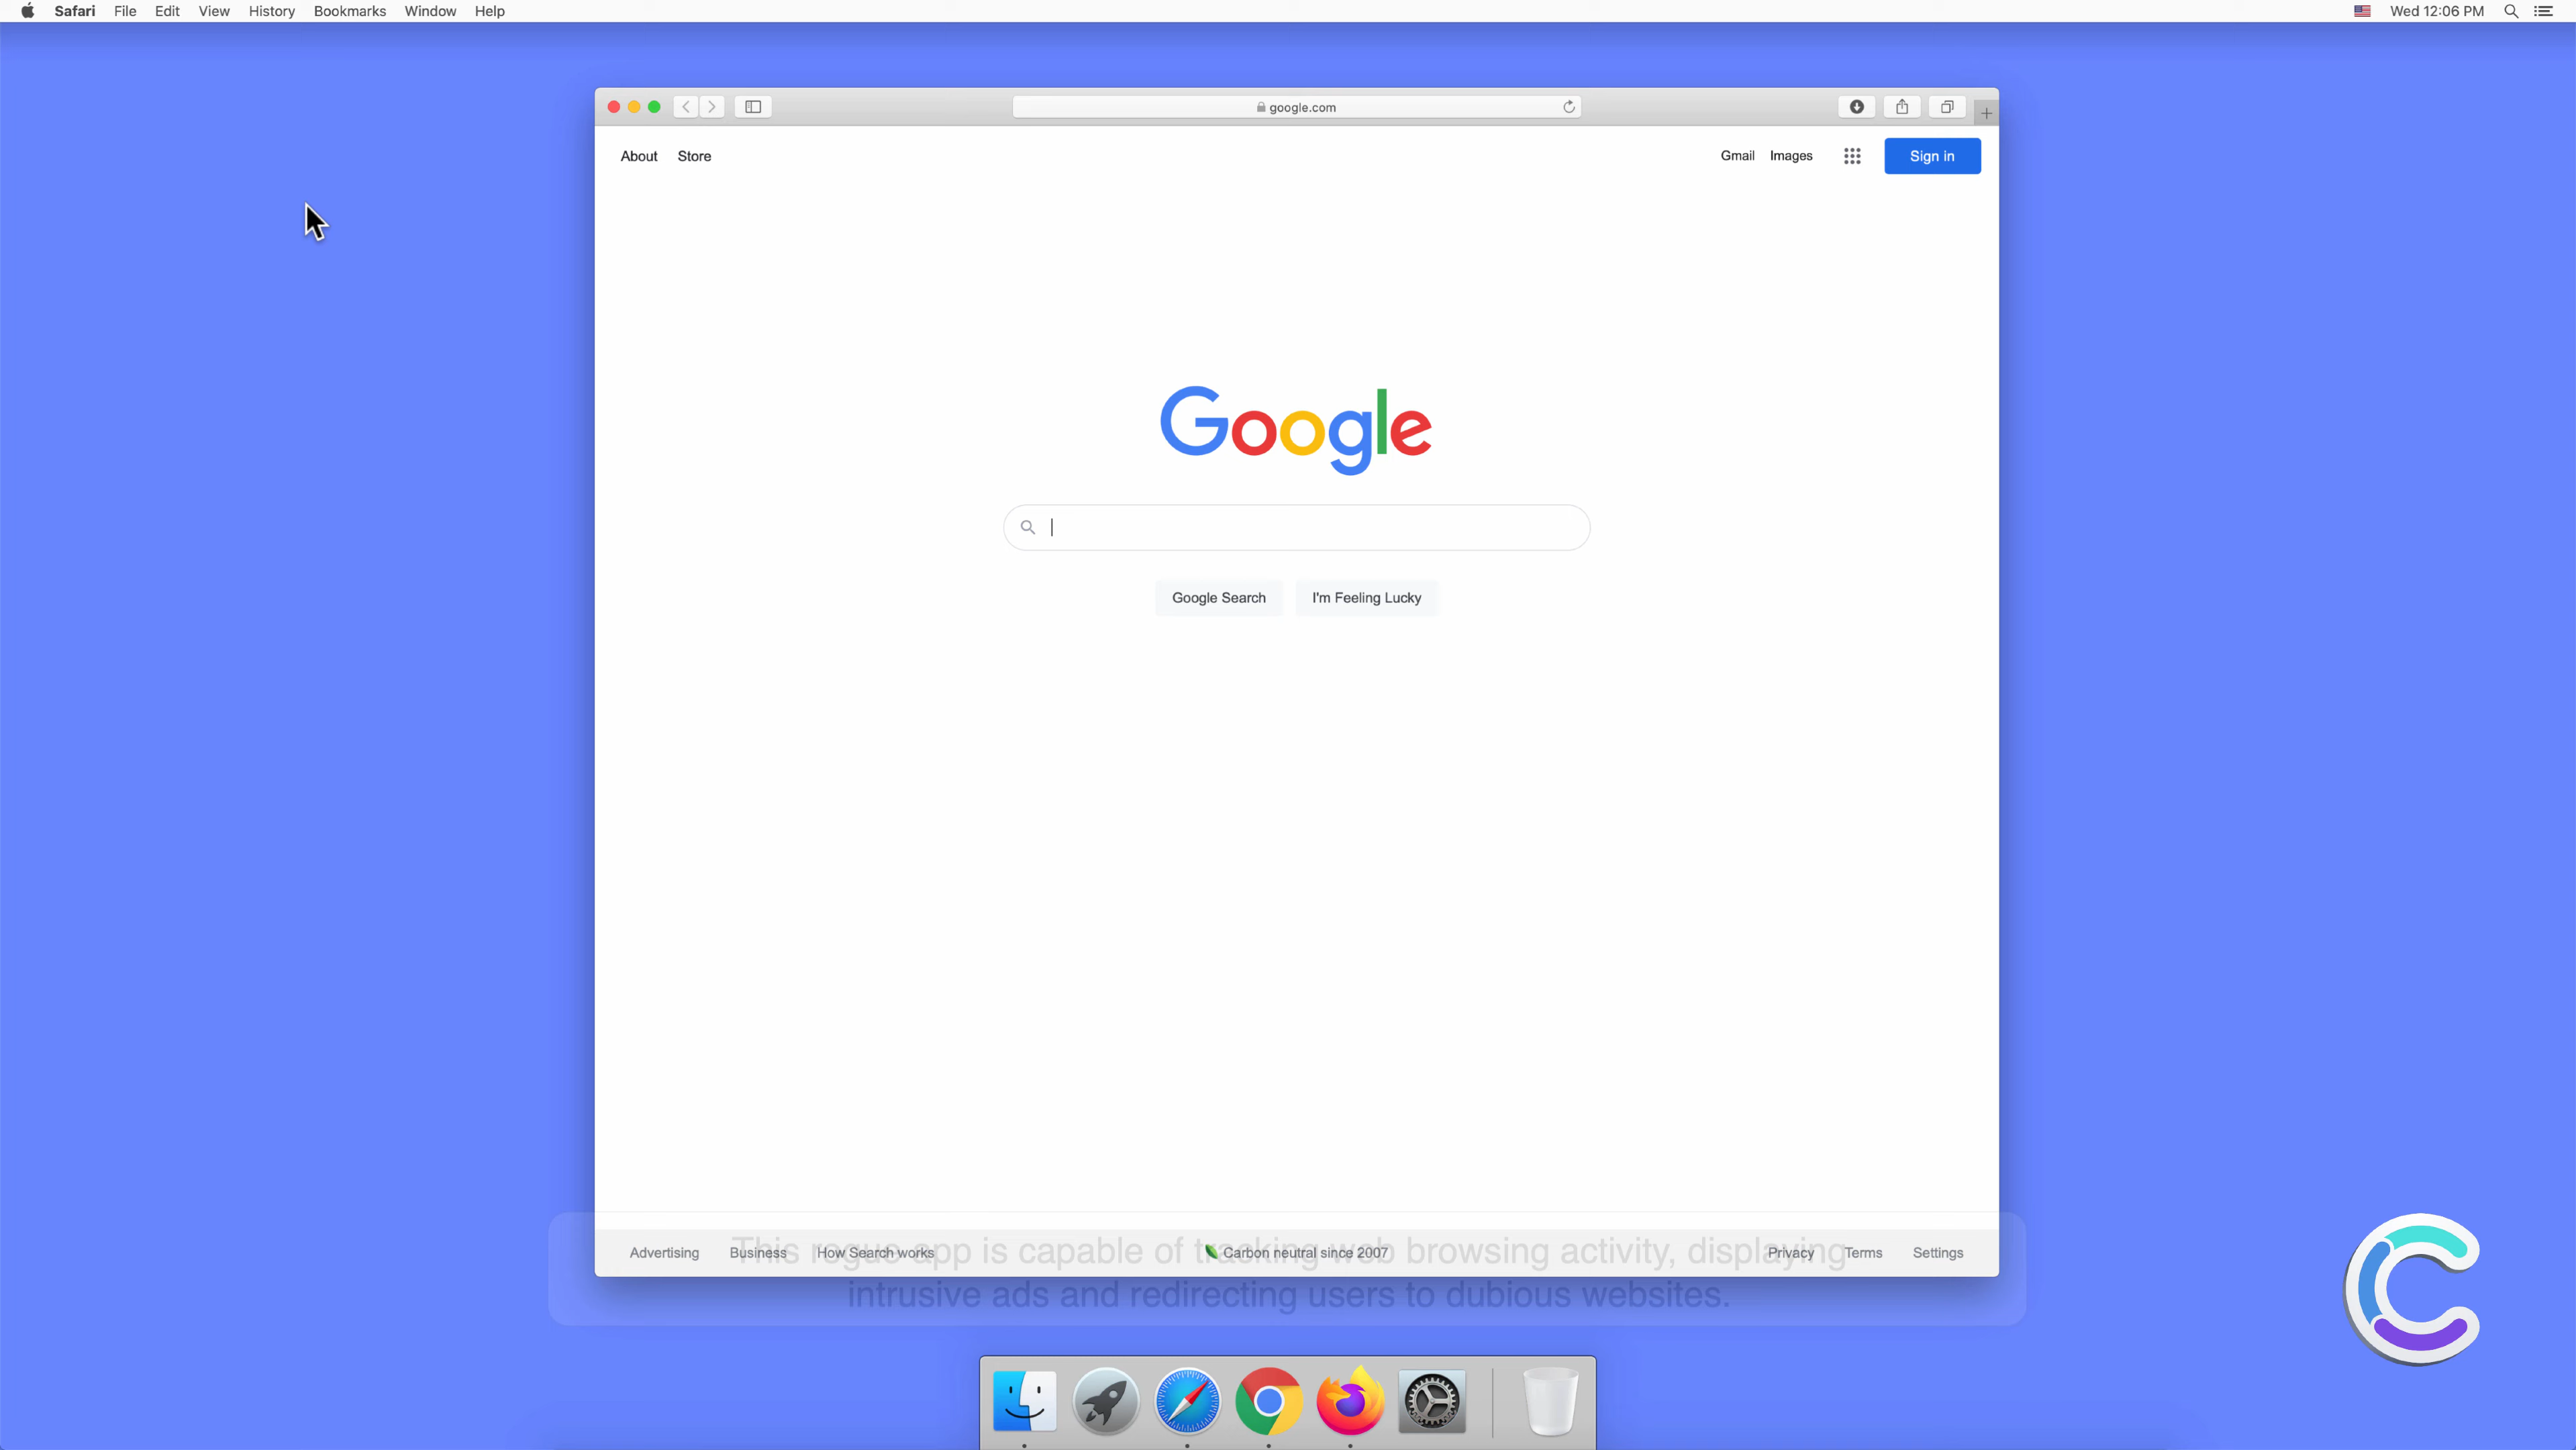 Safari File Edit View History Bookmarks Window Help Wed 12:06 PM
google.com
About Store Gmail Images Sign in
Google
Google Search I'm Feeling Lucky
Advertising Business How Search works Carbon neutral since 2007 Privacy Terms Settings
This rogue app is capable of tracking web browsing activity, displaying
intrusive ads and redirecting users to dubious websites.